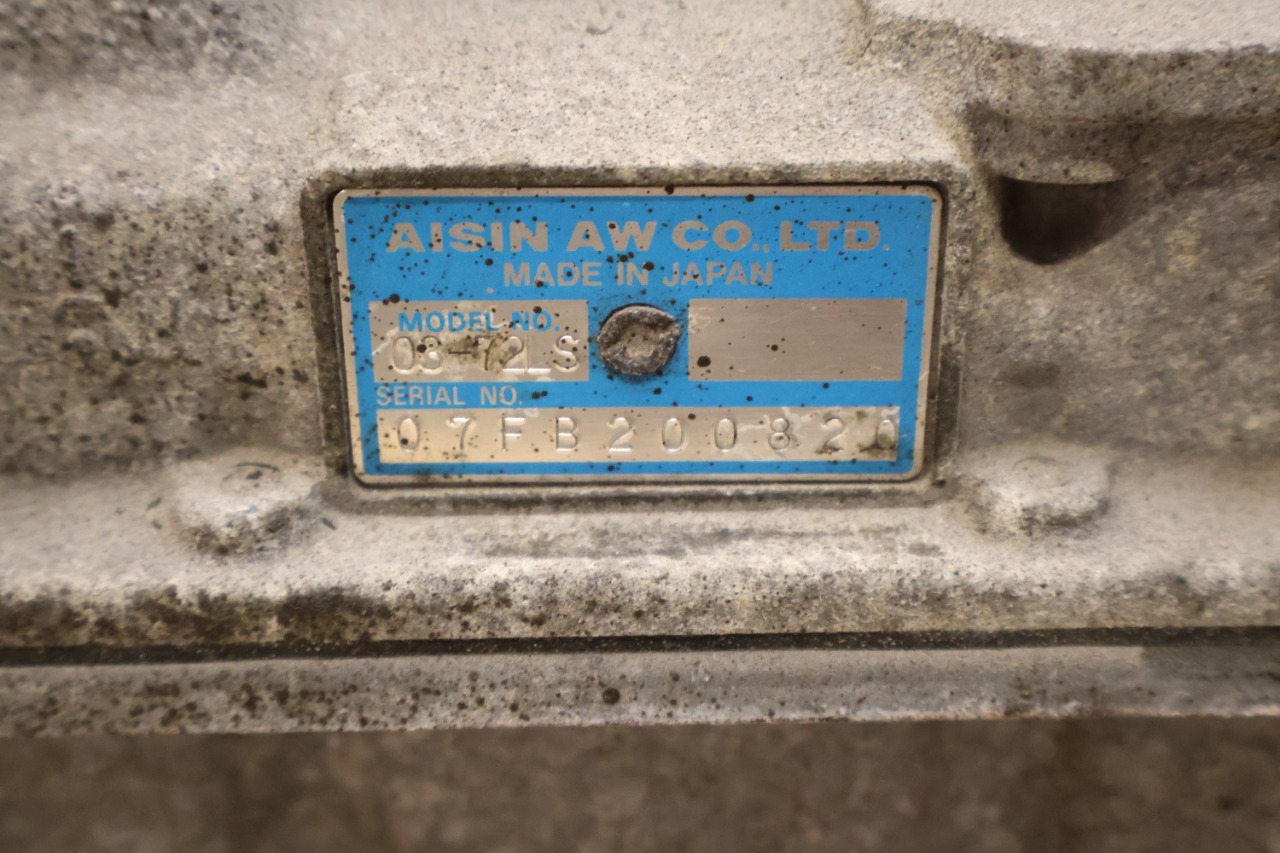 AISIN AW CO., LTD.
MADE IN JAPAN
MODEL NO.
03-72LS
SERIAL NO.
07FB200820